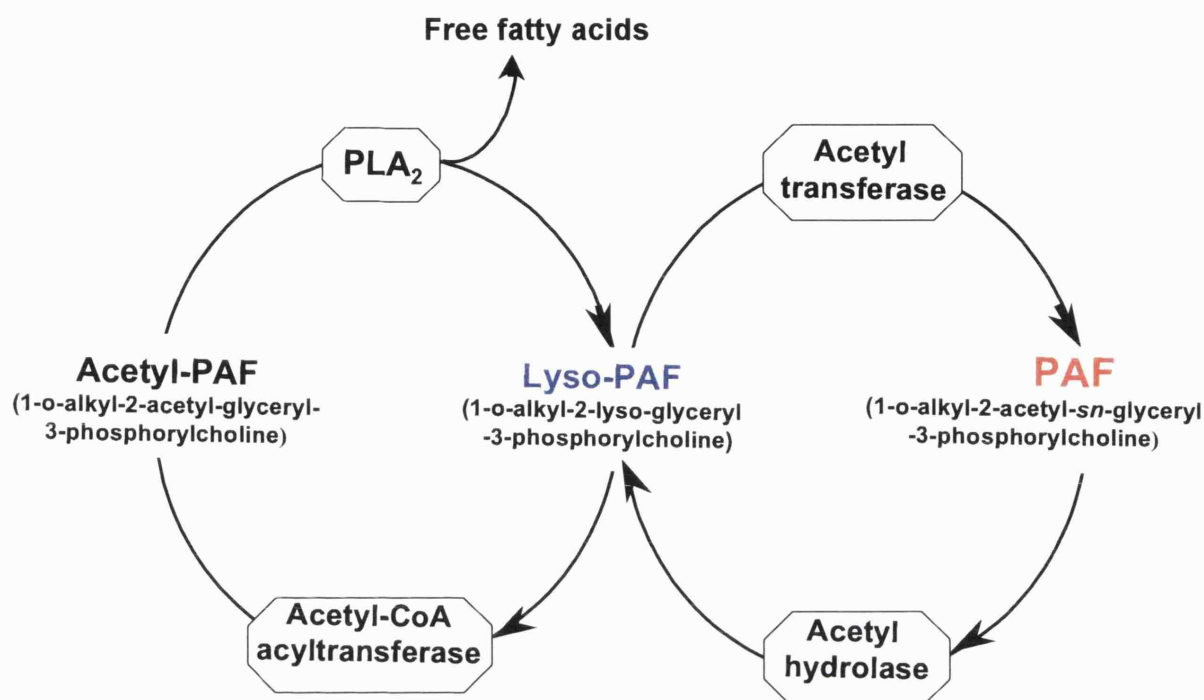 Free fatty acids
PLA₂
Acetyl
transferase
Acetyl-PAF
(1-o-alkyl-2-acetyl-glyceryl-
3-phosphorylcholine)
Lyso-PAF
(1-o-alkyl-2-lyso-glyceryl
-3-phosphorylcholine)
PAF
(1-o-alkyl-2-acetyl-sn-glyceryl
-3-phosphorylcholine)
Acetyl-CoA
acyltransferase
Acetyl
hydrolase